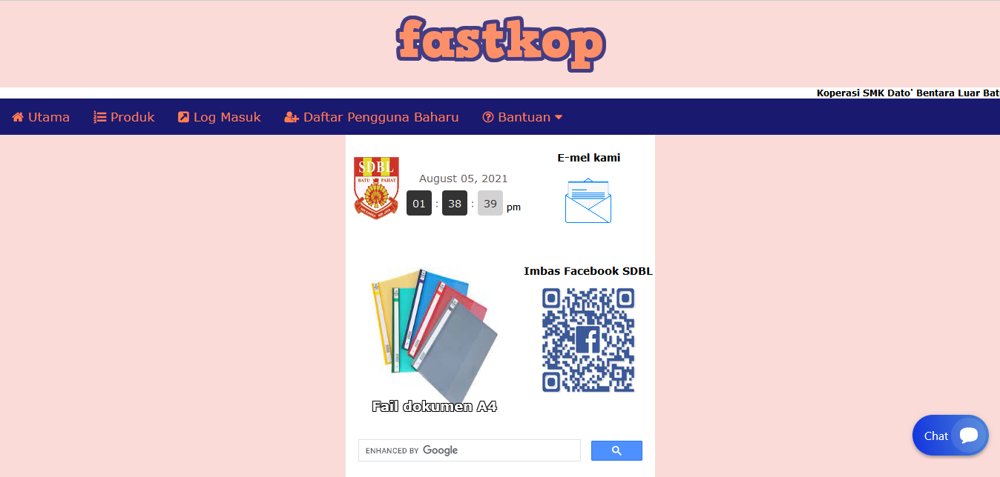 fastkop
Koperasi SMK Dato' Bentara Luar Bat
Utama Produk Log Masuk Daftar Pengguna Baharu Bantuan
E-mel kami
SDBL
BATU PAHAT
August 05, 2021
01 : 38 : 39 pm
Imbas Facebook SDBL
Fail dokumen A4
ENHANCED BY Google
Chat